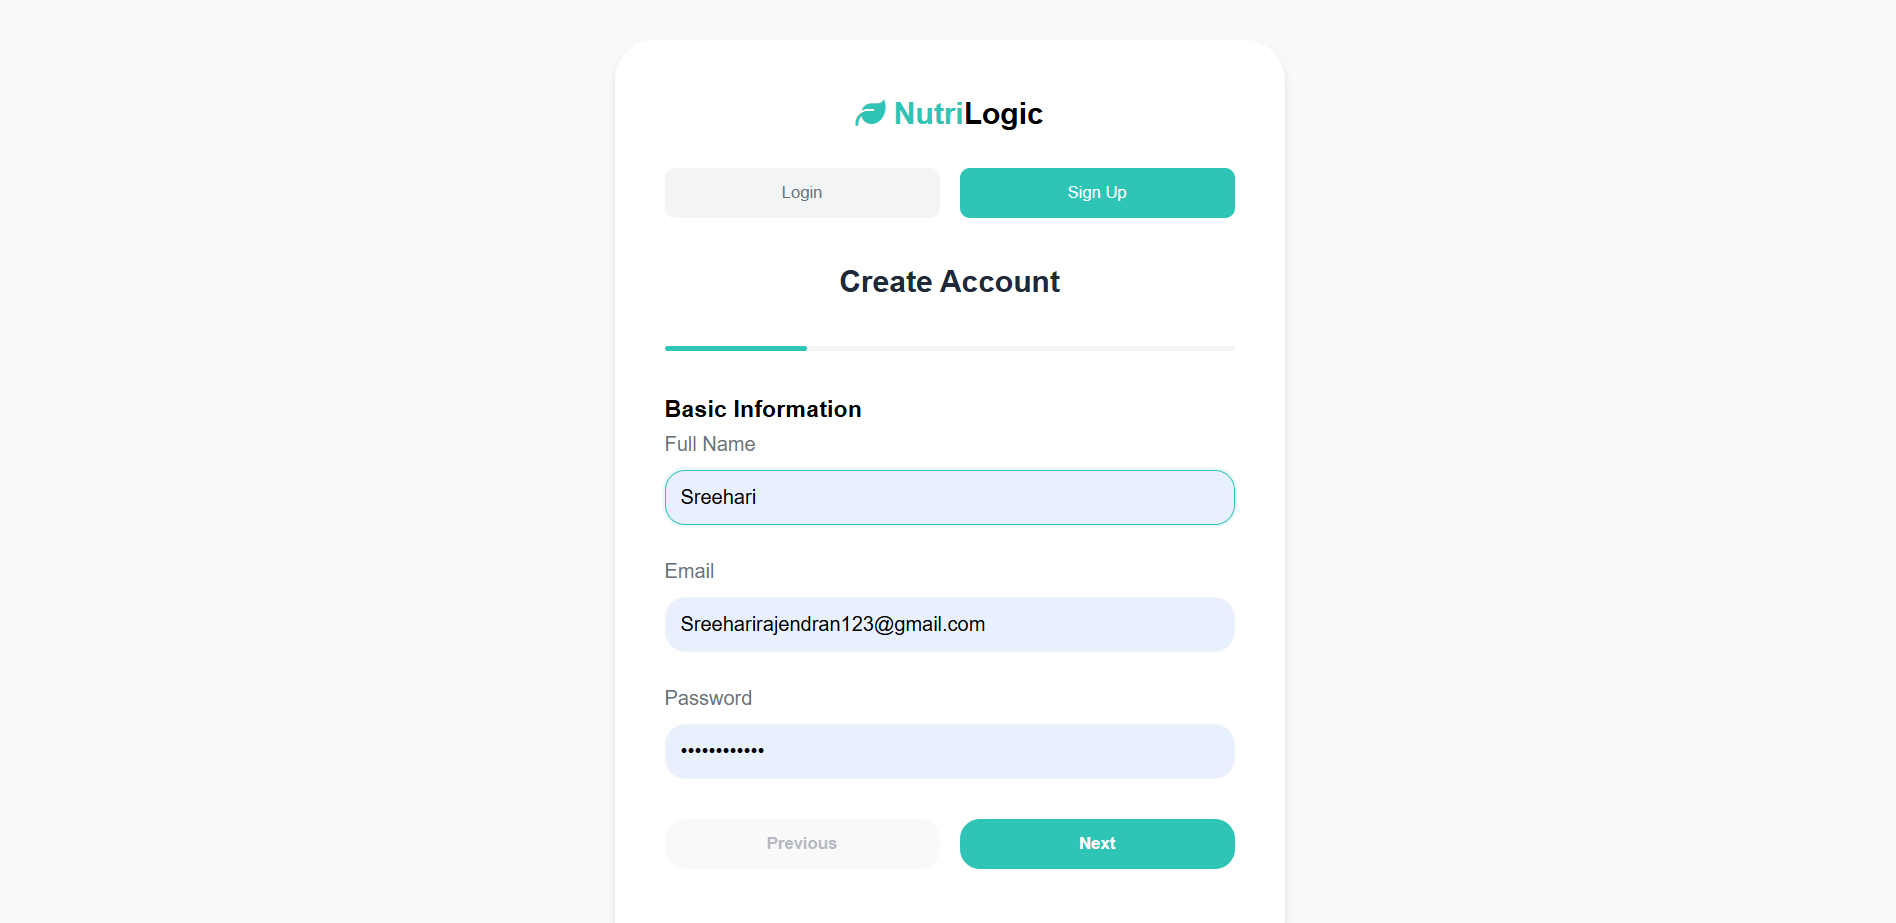 NutriLogic
Login
Sign Up
Create Account
Basic Information
Full Name
Sreehari
Email
Sreeharirajendran123@gmail.com
Password
••••••••••••
Previous
Next